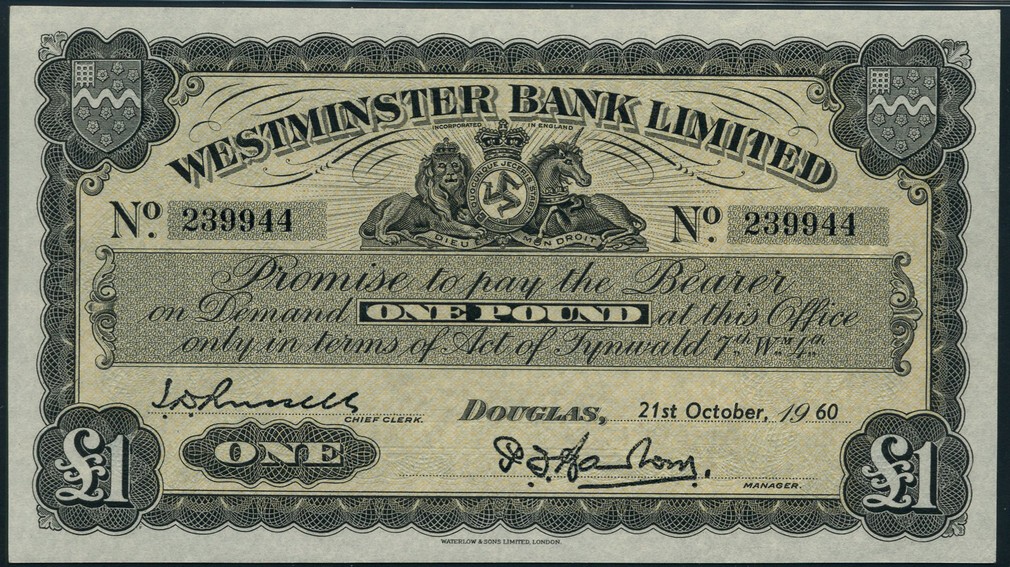 WESTMINSTER BANK LIMITED
INCORPORATED IN ENGLAND
QUOCUNQUE JECERIS STABIT
DIEU ET MON DROIT
No. 239944 No. 239944
Promise to pay the Bearer
on Demand ONE POUND at this Office
only in terms of Act of Tynwald 7th Wm 4th
CHIEF CLERK. DOUGLAS, 21st October, 19 60
ONE
MANAGER.
£1 £1
WATERLOW & SONS LIMITED, LONDON.